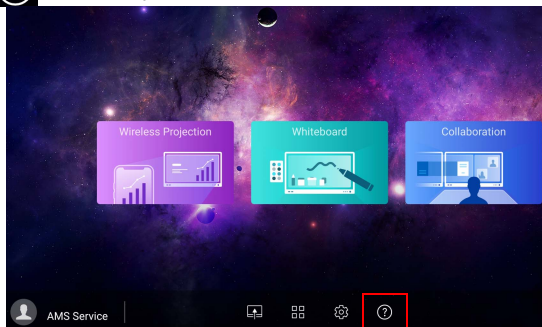 Wireless Projection
Whiteboard
Collaboration
AMS Service
?